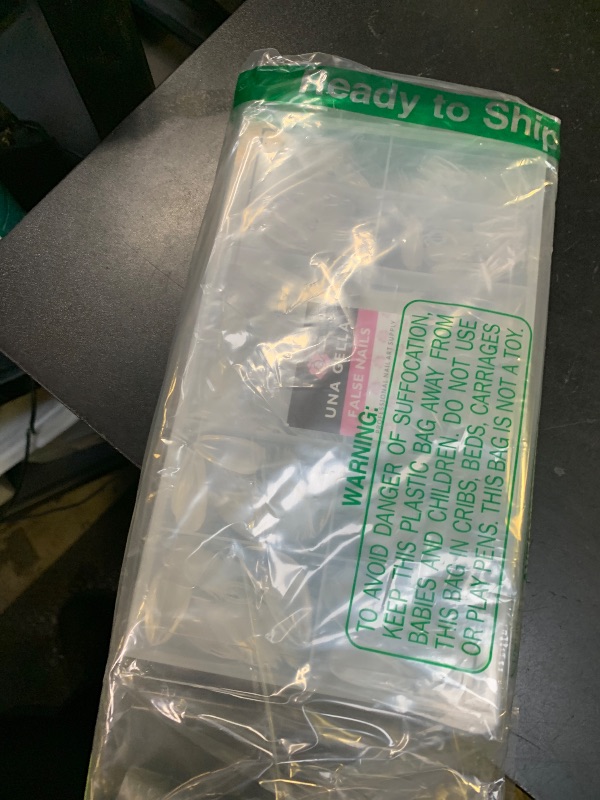 Ready to Ship
UNA GELLA
FALSE NAILS
WARNING:
TO AVOID DANGER OF SUFFOCATION,
KEEP THIS PLASTIC BAG AWAY FROM
BABIES AND CHILDREN. DO NOT USE
THIS BAG IN CRIBS, BEDS, CARRIAGES
OR PLAY PENS. THIS BAG IS NOT A TOY.